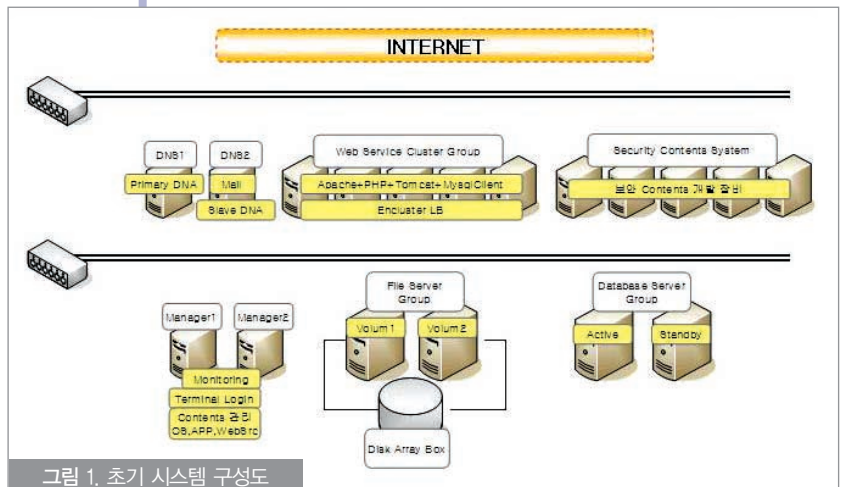 INTERNET
DNS1
DNS2
Web Service Cluster Group
Security Contents System
Primary DNA
Mail
Apache+PHP+Tomcat+MysqlClient
보안 Contents 개발 장비
Slave DNA
Encluster LB
File Server
Group
Database Server
Group
Manager1
Manager2
Volum1
Volum2
Active
Standby
Monitoring
Terminal Login
Contents 관리
OS,APP,WebSrc
Disk Array Box
그림 1. 초기 시스템 구성도